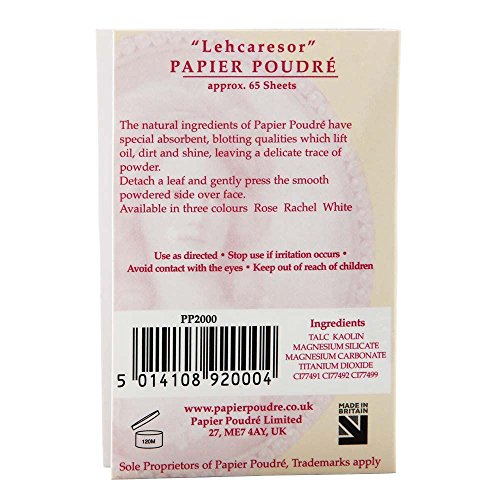 "Lehcaresor"
PAPIER POUDRÉ
approx. 65 Sheets
The natural ingredients of Papier Poudré have
special absorbent, blotting qualities which lift
oil, dirt and shine, leaving a delicate trace of
powder.
Detach a leaf and gently press the smooth
powdered side over face.
Available in three colours Rose Rachel White
Use as directed • Stop use if irritation occurs •
Avoid contact with the eyes • Keep out of reach of children
PP2000
5 014108 920004
Ingredients
TALC KAOLIN
MAGNESIUM SILICATE
MAGNESIUM CARBONATE
TITANIUM DIOXIDE
CI77491 CI77492 CI77499
120M
www.papierpoudre.co.uk
Papier Poudré Limited
27, ME7 4AY, UK
MADE IN
BRITAIN
Sole Proprietors of Papier Poudré, Trademarks apply